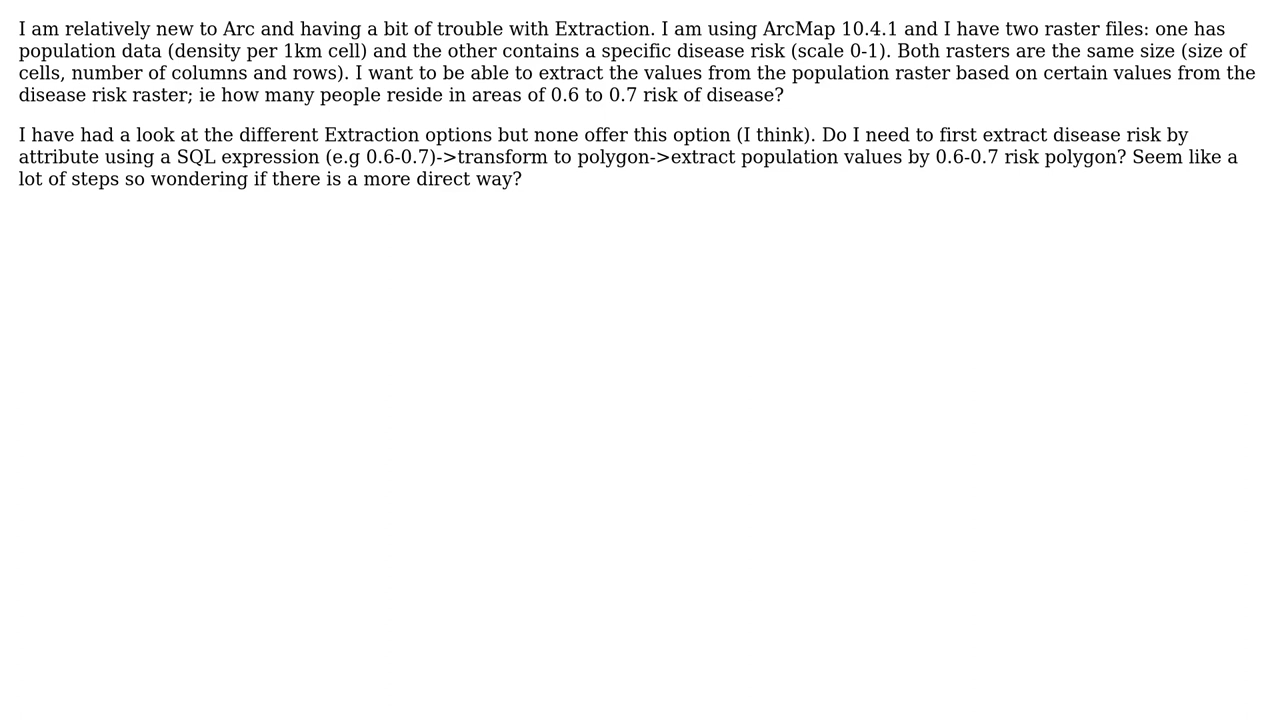 I am relatively new to Arc and having a bit of trouble with Extraction. I am using ArcMap 10.4.1 and I have two raster files: one has
population data (density per 1km cell) and the other contains a specific disease risk (scale 0-1). Both rasters are the same size (size of
cells, number of columns and rows). I want to be able to extract the values from the population raster based on certain values from the
disease risk raster; ie how many people reside in areas of 0.6 to 0.7 risk of disease?
I have had a look at the different Extraction options but none offer this option (I think). Do I need to first extract disease risk by
attribute using a SQL expression (e.g 0.6-0.7)->transform to polygon->extract population values by 0.6-0.7 risk polygon? Seem like a
lot of steps so wondering if there is a more direct way?